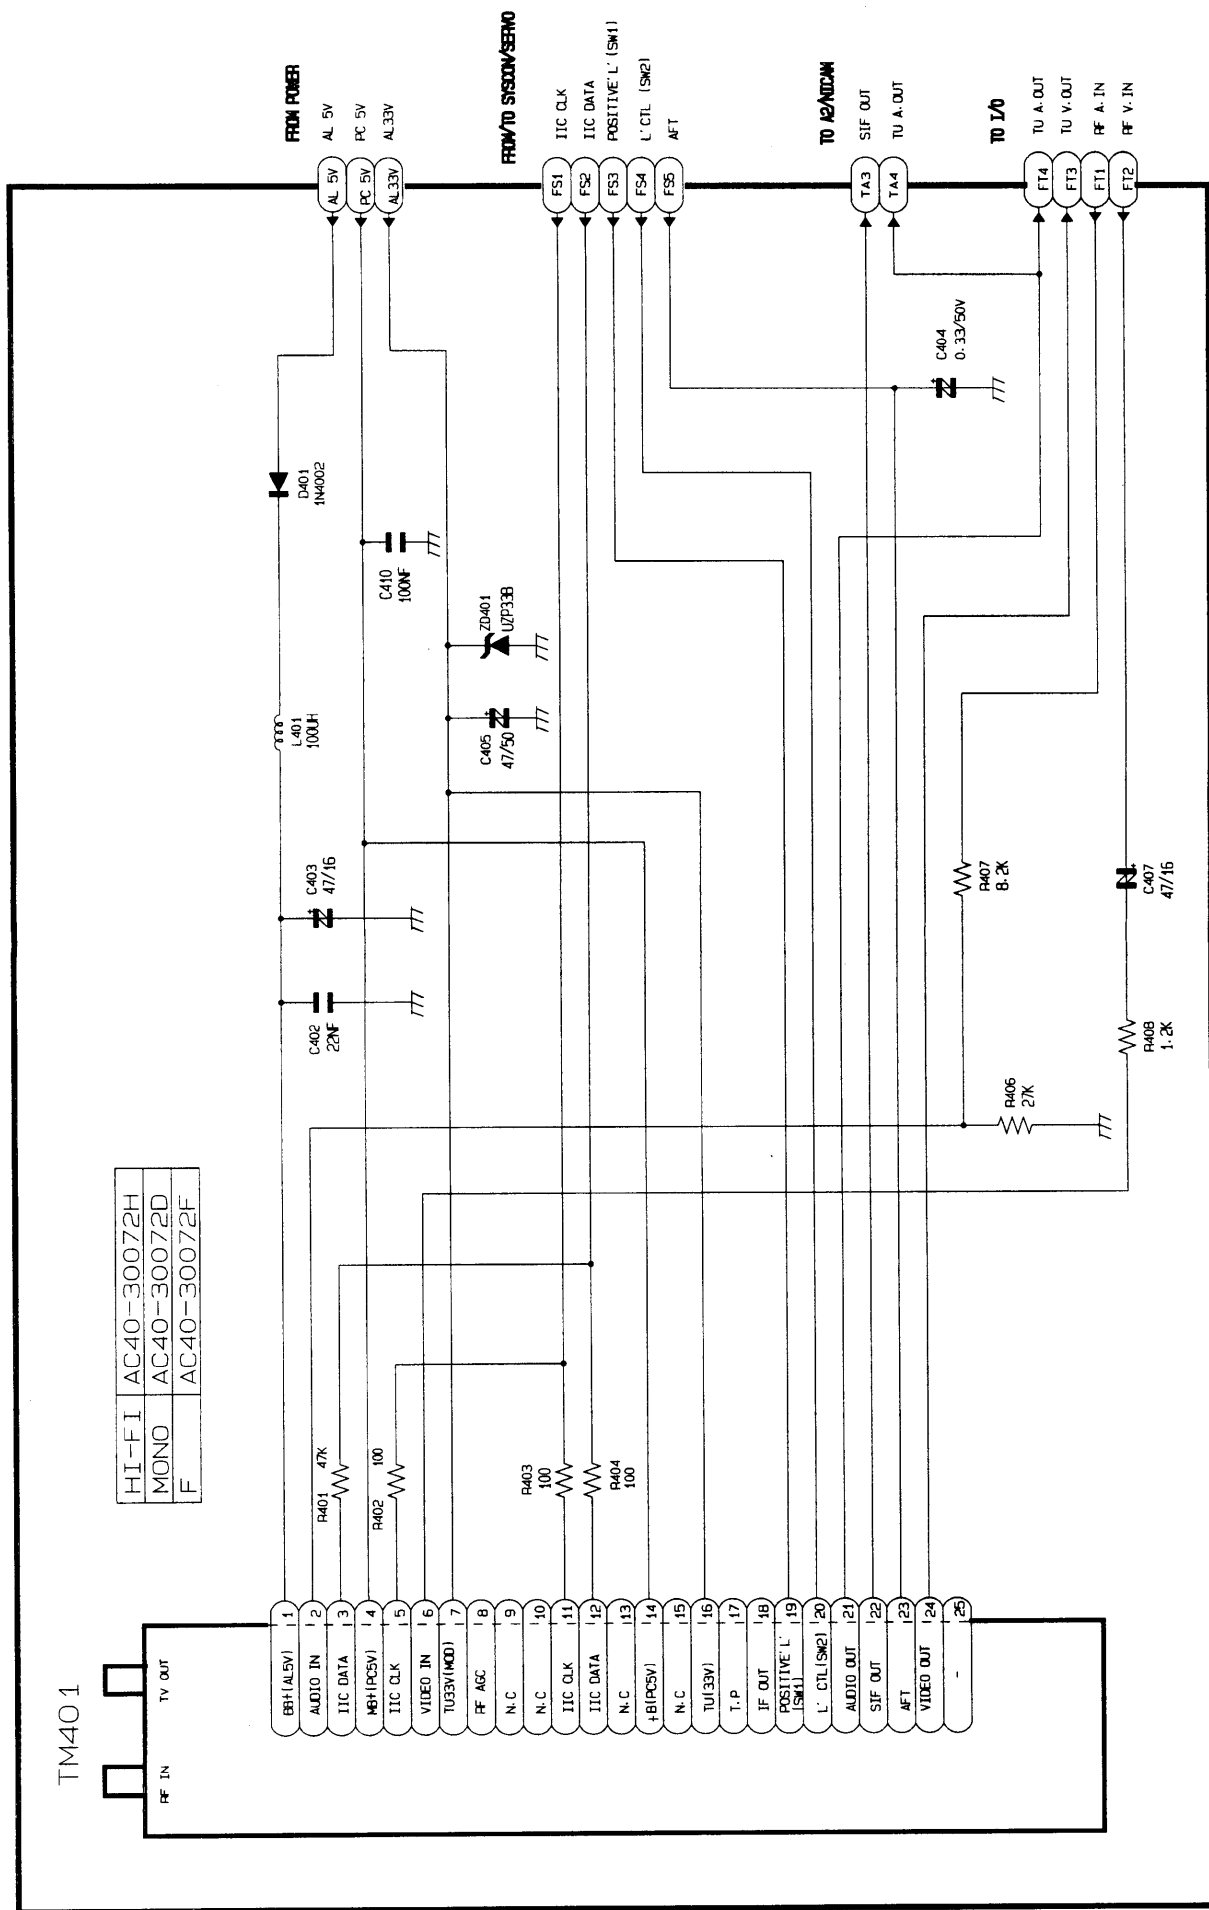 TM401
RF IN
TV OUT
HI-FI AC40-30072H
MONO AC40-30072D
F AC40-30072F
BB+(AL5V) 1
AUDIO IN 2
IIC DATA 3
MB+(PC5V) 4
IIC CLK 5
VIDEO IN 6
TU33V(MOD) 7
RF AGC 8
N.C 9
N.C 10
IIC CLK 11
IIC DATA 12
N.C 13
+B(PC5V) 14
N.C 15
TU(33V) 16
T.P 17
IF OUT 18
POSITIVE'L'
(SW1) 19
L' CTL(SW2) 20
AUDIO OUT 21
SIF OUT 22
AFT 23
VIDEO OUT 24
- 25
R401
47K
R402
100
R403
100
R404
100
C402
22NF
C403
47/16
L401
100UH
D401
1N4002
C410
100NF
ZD401
UZP33B
C405
47/50
C404
0.33/50V
R407
8.2K
R406
27K
R408
1.2K
C407
47/16
FROM POWER
AL 5V AL 5V
PC 5V PC 5V
AL33V AL33V
FROM/TO SYSCON/SERVO
FS1 IIC CLK
FS2 IIC DATA
FS3 POSITIVE'L'(SW1)
FS4 L'CTL (SW2)
FS5 AFT
TO A2/NICAM
TA3 SIF OUT
TA4 TU A.OUT
TO I/O
FT4 TU A.OUT
FT3 TU V.OUT
FT1 RF A.IN
FT2 RF V.IN